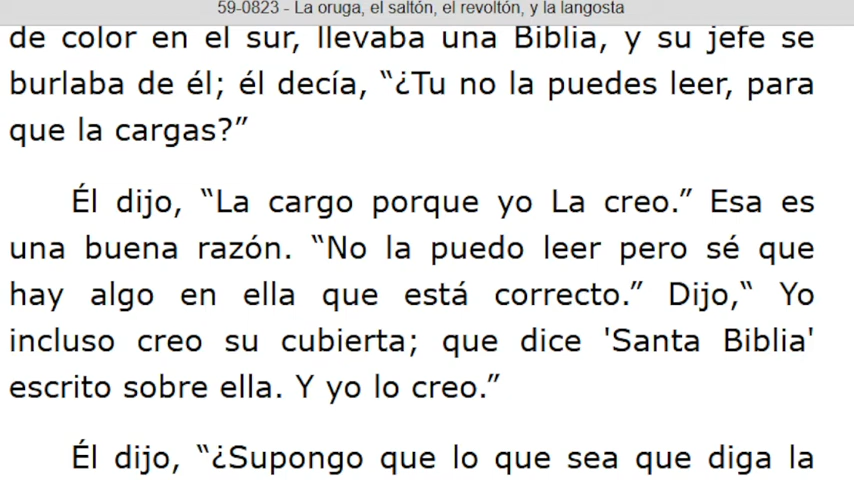 59-0823 - La oruga, el saltón, el revoltón, y la langosta
de color en el sur, llevaba una Biblia, y su jefe se
burlaba de él; él decía, “¿Tu no la puedes leer, para
que la cargas?”
Él dijo, “La cargo porque yo La creo.” Esa es
una buena razón. “No la puedo leer pero sé que
hay algo en ella que está correcto.” Dijo,“ Yo
incluso creo su cubierta; que dice 'Santa Biblia'
escrito sobre ella. Y yo lo creo.”
Él dijo, “¿Supongo que lo que sea que diga la